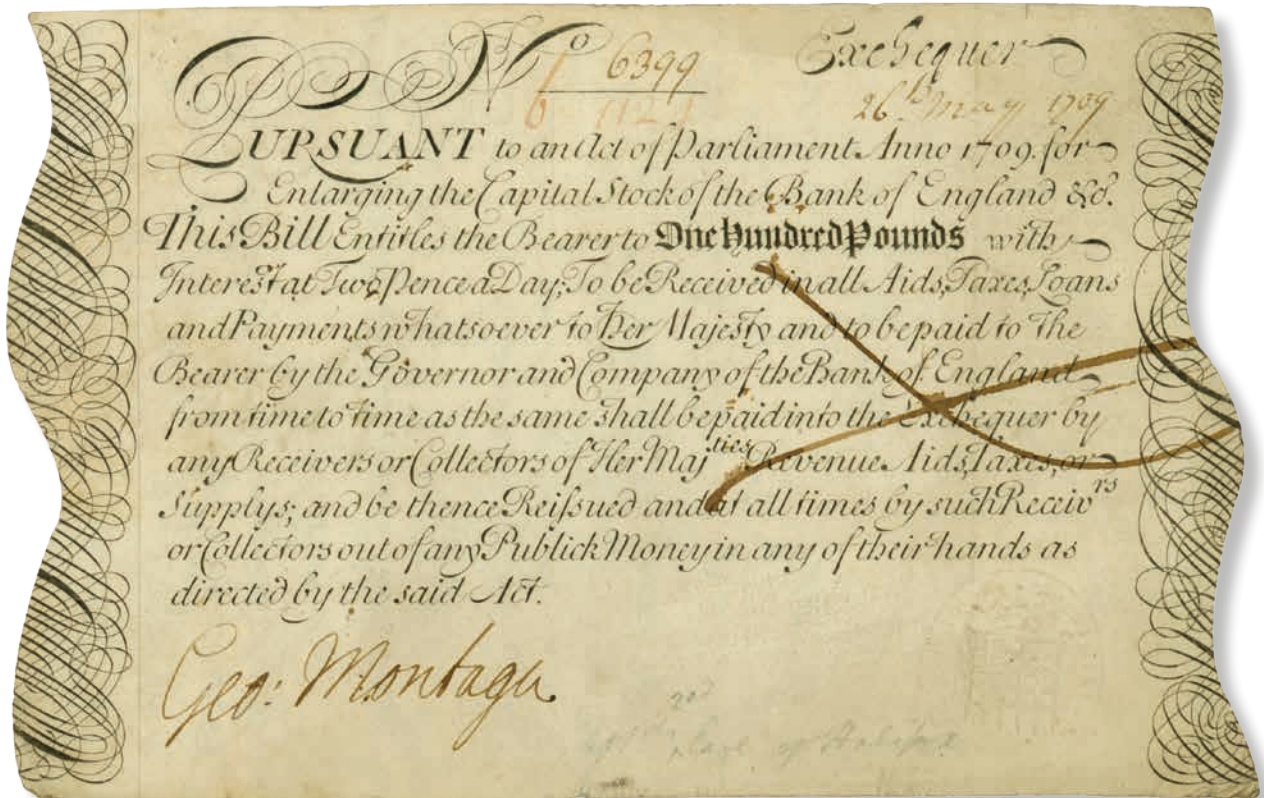 No 6399 Exchequer
26th May 1709
PURSUANT to an Act of Parliament Anno 1709. for
Enlarging the Capital Stock of the Bank of England &c.
This Bill Entitles the Bearer to One Hundred Pounds with
Interest at Two Pence a Day; To be Received in all Aids, Taxes, Loans
and Payments whatsoever to Her Majesty and to be paid to the
Bearer by the Governor and Company of the Bank of England
from time to time as the same shall be paid into the Exchequer by
any Receivers or Collectors of Her Majties Revenue Aids, Taxes, or
Supplys; and be thence Reissued and at all times by such Receivrs
or Collectors out of any Publick Money in any of their hands as
directed by the said Act.
Geo: Montagu